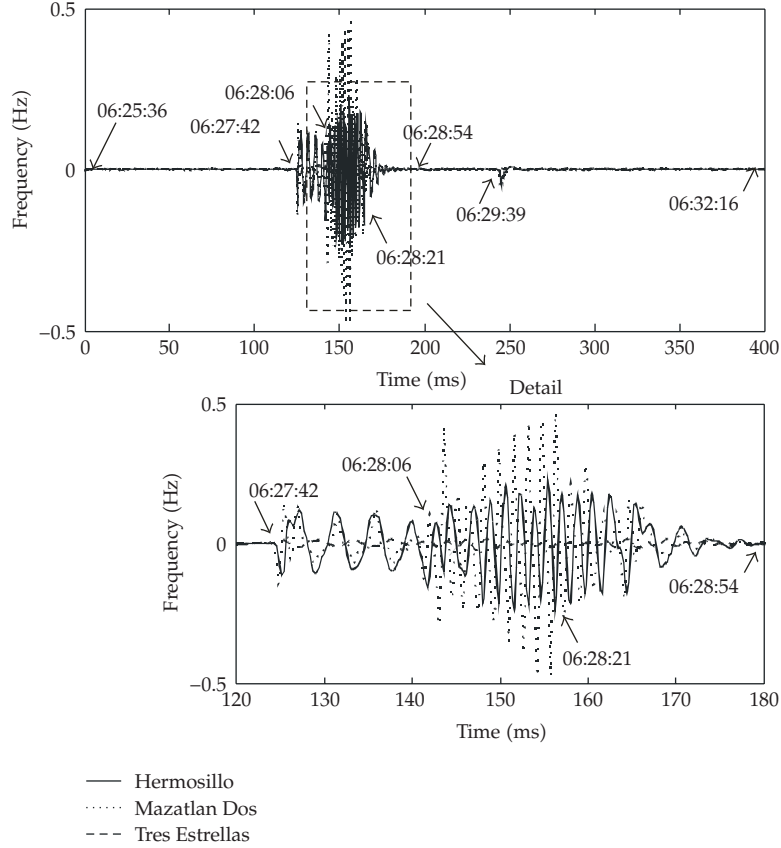 0.5
Frequency (Hz)
06:28:06
06:25:36
06:27:42
06:28:54
0
06:29:39
06:32:16
06:28:21
−0.5
0 50 100 150 200 250 300 350 400
Time (ms)
Detail
0.5
Frequency (Hz)
06:28:06
06:27:42
0
06:28:54
06:28:21
−0.5
120 130 140 150 160 170 180
Time (ms)
Hermosillo
Mazatlan Dos
Tres Estrellas